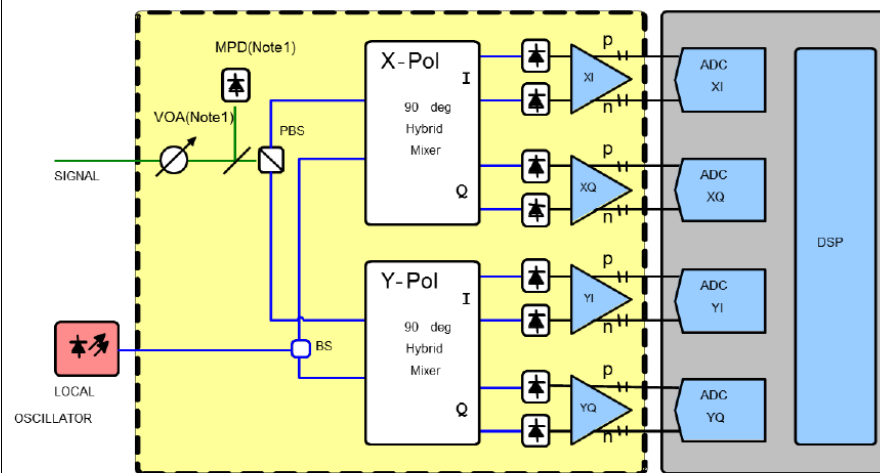 MPD(Note1)
VOA(Note1)
PBS
SIGNAL
LOCAL
OSCILLATOR
BS
X-Pol
I
90 deg
Hybrid
Mixer
Q
Y-Pol
I
90 deg
Hybrid
Mixer
Q
p
XI
n
p
XQ
n
p
YI
n
p
YQ
n
ADC
XI
ADC
XQ
ADC
YI
ADC
YQ
DSP